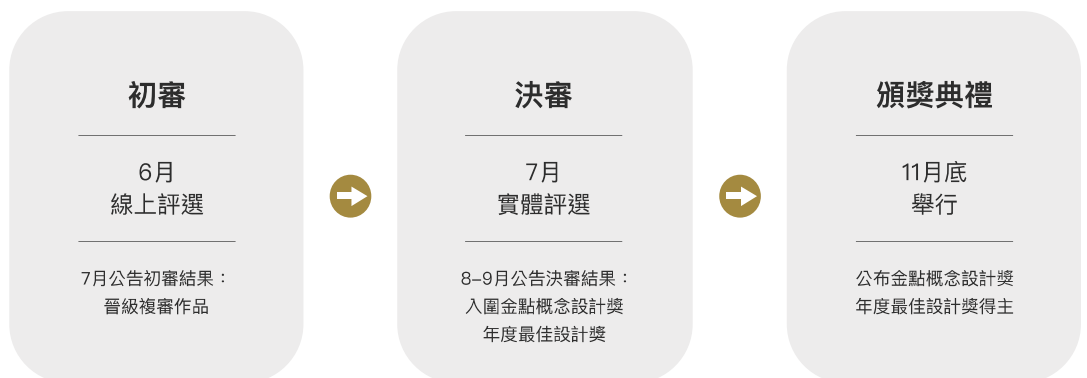 初審
6月
線上評選
7月公告初審結果：
晉級複審作品
決審
7月
實體評選
8–9月公告決審結果：
入圍金點概念設計獎
年度最佳設計獎
頒獎典禮
11月底
舉行
公布金點概念設計獎
年度最佳設計獎得主